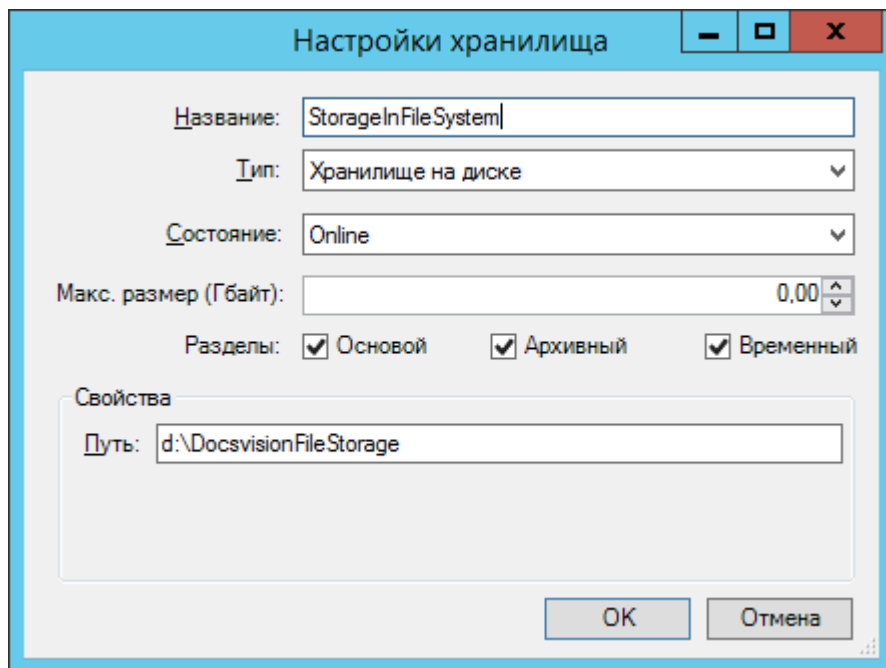 Настройки хранилища
Название: StorageInFileSystem
Тип: Хранилище на диске
Состояние: Online
Макс. размер (Гбайт): 0,00
Разделы: Основой Архивный Временный
Свойства
Путь: d:\DocsvisionFileStorage
OK Отмена